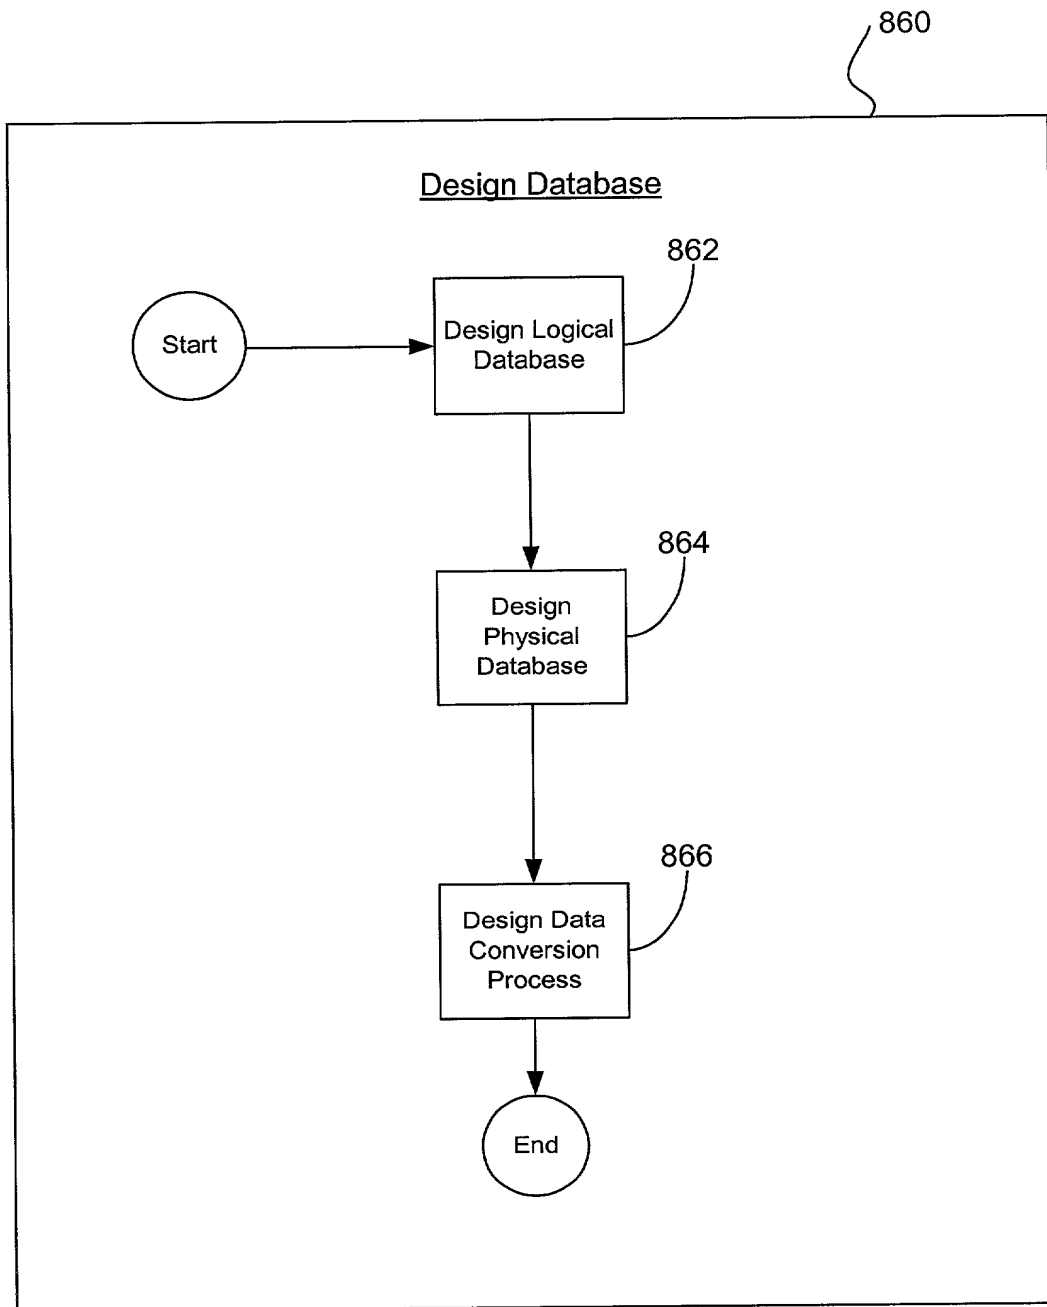 860
Design Database
862
Start
Design Logical
Database
864
Design
Physical
Database
866
Design Data
Conversion
Process
End